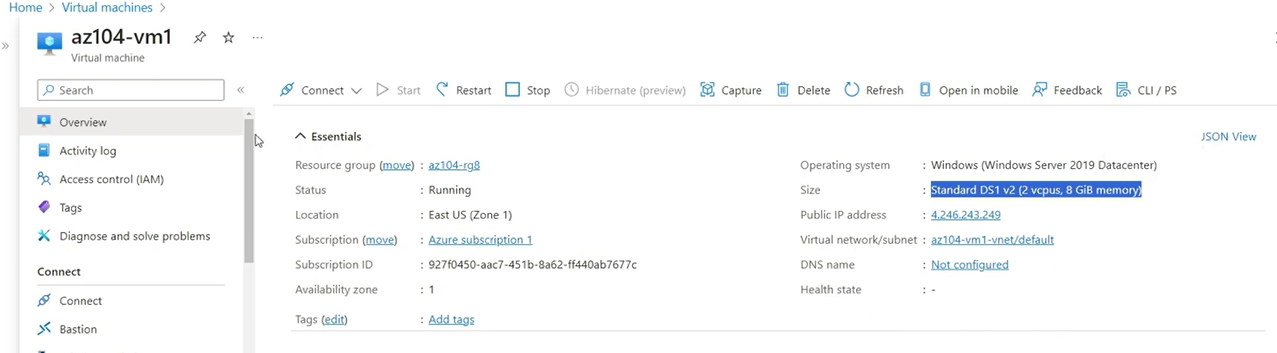 Home > Virtual machines >
az104-vm1
Virtual machine
Search
Connect Start Restart Stop Hibernate (preview) Capture Delete Refresh Open in mobile Feedback CLI / PS
Overview
Activity log
Access control (IAM)
Tags
Diagnose and solve problems
Connect
Connect
Bastion
Essentials
JSON View
Resource group (move) : az104-rg8
Status : Running
Location : East US (Zone 1)
Subscription (move) : Azure subscription 1
Subscription ID : 927f0450-aac7-451b-8a62-ff440ab7677c
Availability zone : 1
Tags (edit) : Add tags
Operating system : Windows (Windows Server 2019 Datacenter)
Size : Standard DS1 v2 (2 vcpus, 8 GiB memory)
Public IP address : 4.246.243.249
Virtual network/subnet : az104-vm1-vnet/default
DNS name : Not configured
Health state : -